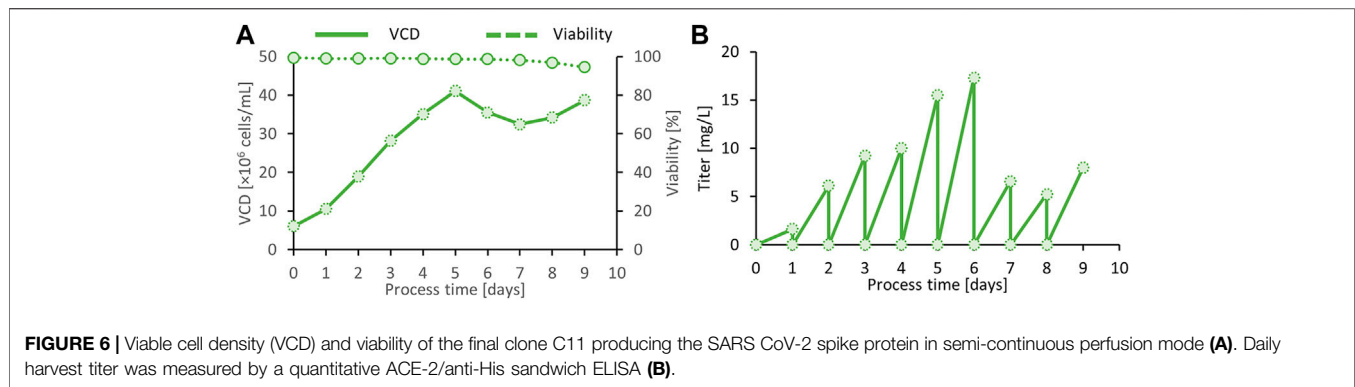 A VCD Viability
50
40
30
20
10
0
VCD [×10⁶ cells/mL]
100
80
60
40
20
0
Viability [%]
0 1 2 3 4 5 6 7 8 9 10
Process time [days]
B
20
15
10
5
0
Titer [mg/L]
0 1 2 3 4 5 6 7 8 9 10
Process time [days]
FIGURE 6 | Viable cell density (VCD) and viability of the final clone C11 producing the SARS CoV-2 spike protein in semi-continuous perfusion mode (A). Daily
harvest titer was measured by a quantitative ACE-2/anti-His sandwich ELISA (B).